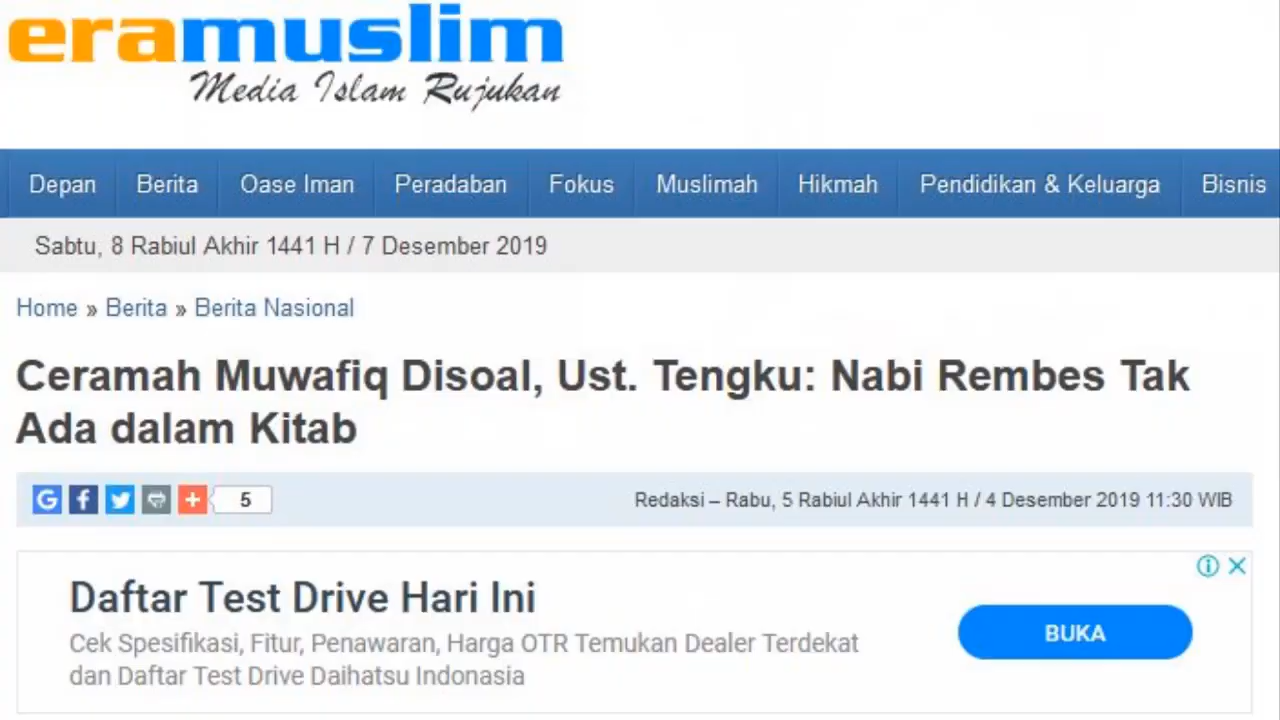 eramuslim
Media Islam Rujukan
Depan Berita Oase Iman Peradaban Fokus Muslimah Hikmah Pendidikan & Keluarga Bisnis
Sabtu, 8 Rabiul Akhir 1441 H / 7 Desember 2019
Home » Berita » Berita Nasional
Ceramah Muwafiq Disoal, Ust. Tengku: Nabi Rembes Tak
Ada dalam Kitab
5 Redaksi – Rabu, 5 Rabiul Akhir 1441 H / 4 Desember 2019 11:30 WIB
Daftar Test Drive Hari Ini
Cek Spesifikasi, Fitur, Penawaran, Harga OTR Temukan Dealer Terdekat
dan Daftar Test Drive Daihatsu Indonesia
BUKA